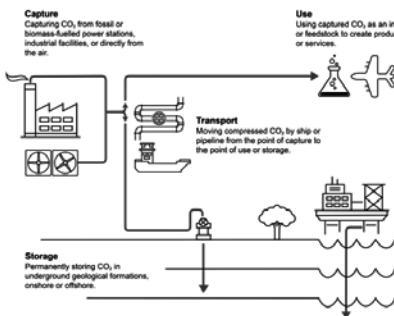 Capture
Capturing CO₂ from fossil or
biomass-fuelled power stations,
industrial facilities, or directly from
the air.
Use
Using captured CO₂ as an in
or feedstock to create produ
or services.
Transport
Moving compressed CO₂ by ship or
pipeline from the point of capture to
the point of use or storage.
Storage
Permanently storing CO₂ in
underground geological formations,
onshore or offshore.